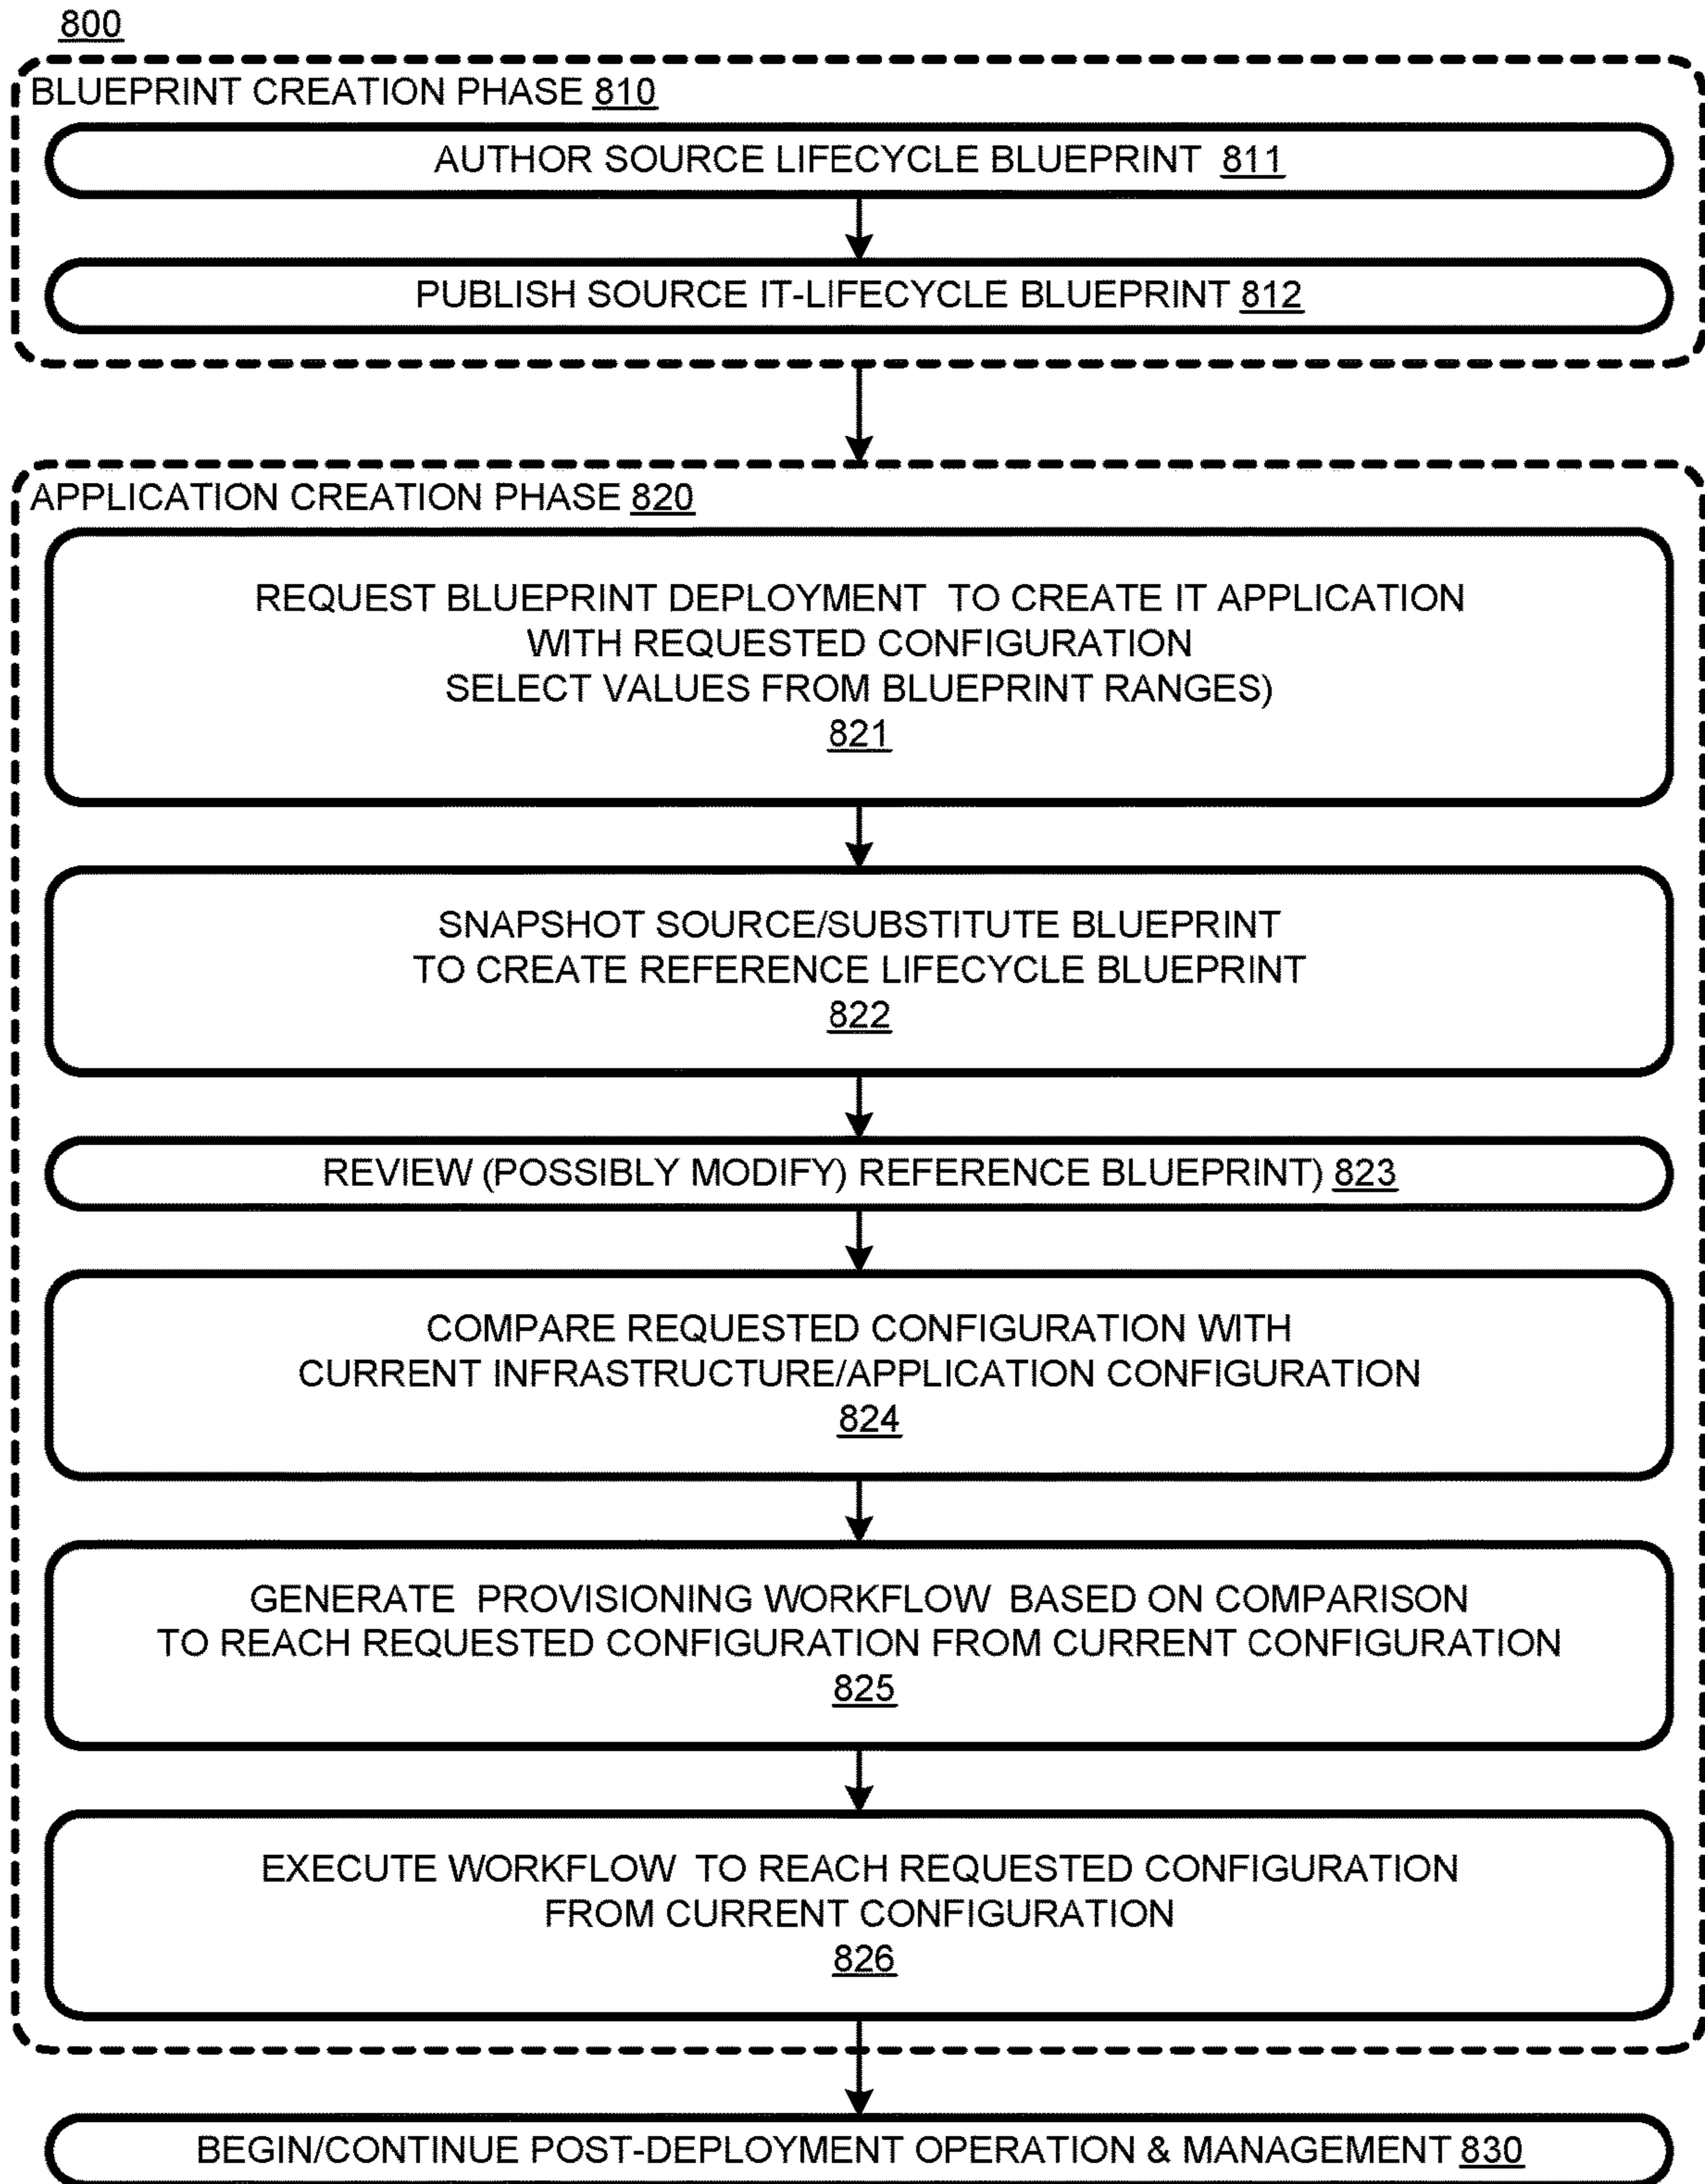 800
BLUEPRINT CREATION PHASE 810
AUTHOR SOURCE LIFECYCLE BLUEPRINT 811
PUBLISH SOURCE IT-LIFECYCLE BLUEPRINT 812
APPLICATION CREATION PHASE 820
REQUEST BLUEPRINT DEPLOYMENT TO CREATE IT APPLICATION
WITH REQUESTED CONFIGURATION
SELECT VALUES FROM BLUEPRINT RANGES)
821
SNAPSHOT SOURCE/SUBSTITUTE BLUEPRINT
TO CREATE REFERENCE LIFECYCLE BLUEPRINT
822
REVIEW (POSSIBLY MODIFY) REFERENCE BLUEPRINT) 823
COMPARE REQUESTED CONFIGURATION WITH
CURRENT INFRASTRUCTURE/APPLICATION CONFIGURATION
824
GENERATE PROVISIONING WORKFLOW BASED ON COMPARISON
TO REACH REQUESTED CONFIGURATION FROM CURRENT CONFIGURATION
825
EXECUTE WORKFLOW TO REACH REQUESTED CONFIGURATION
FROM CURRENT CONFIGURATION
826
BEGIN/CONTINUE POST-DEPLOYMENT OPERATION & MANAGEMENT 830